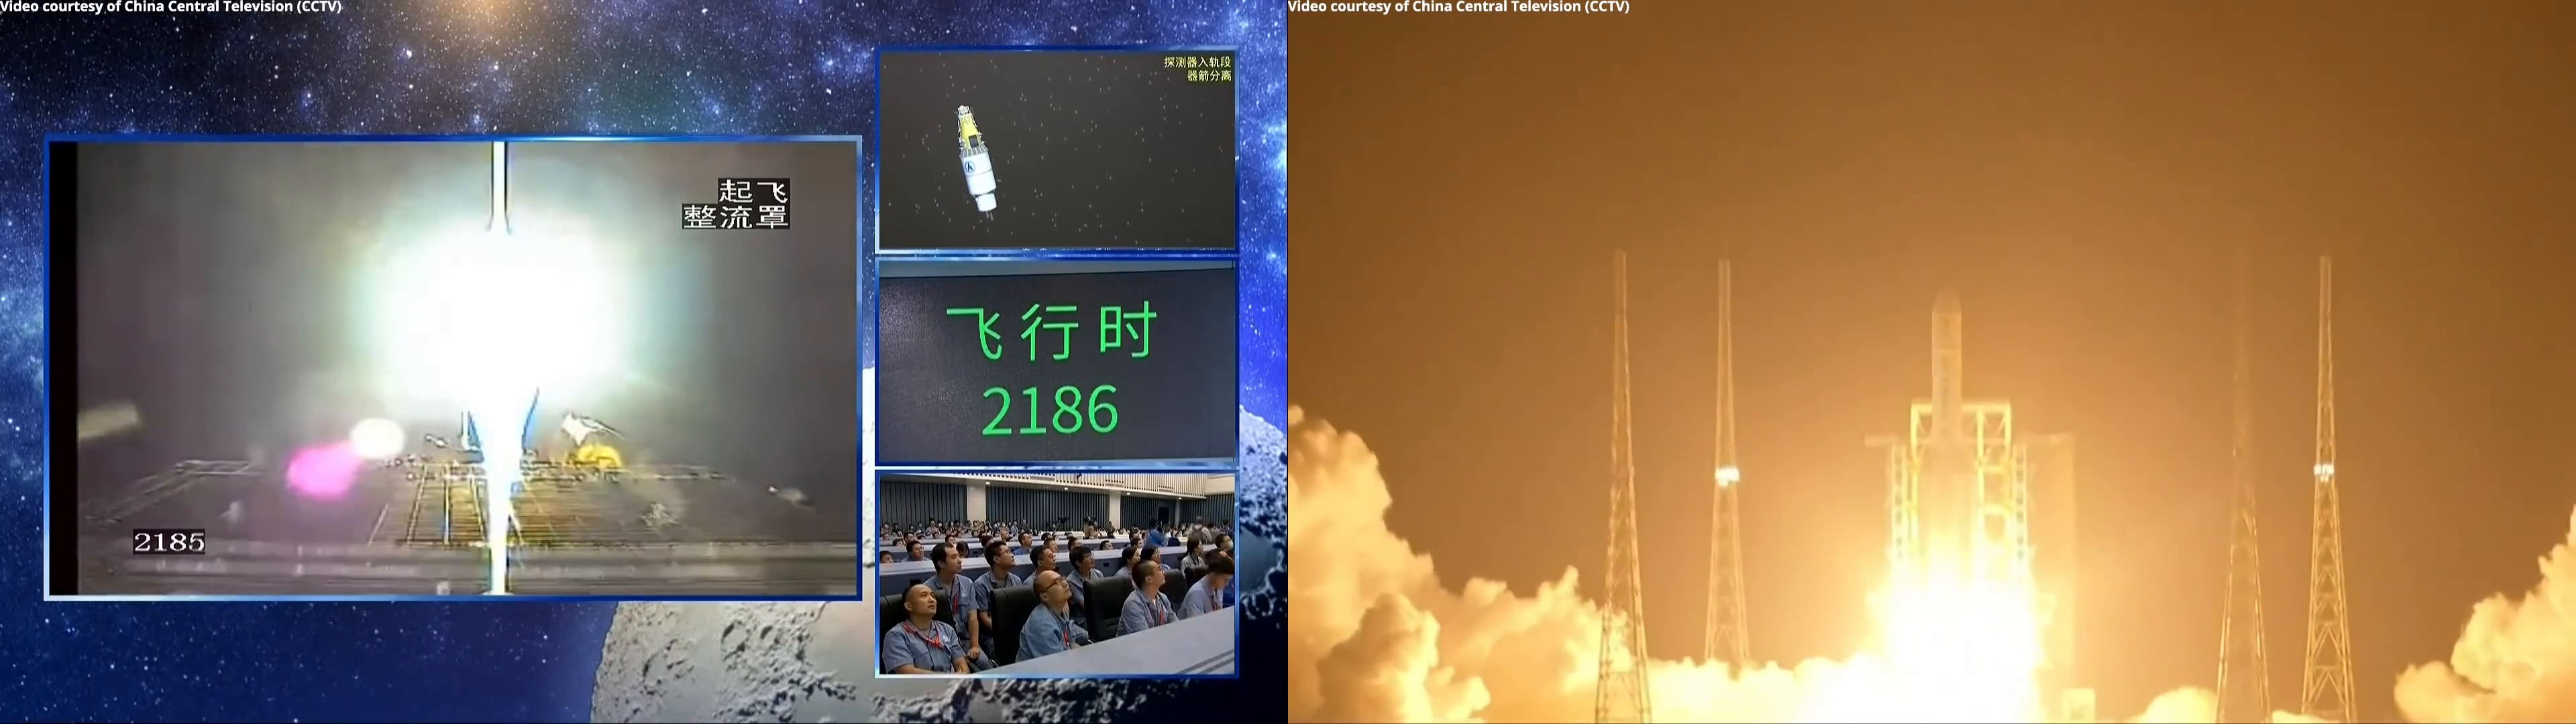 Video courtesy of China Central Television (CCTV)
起飞
整流罩
2185
探测器入轨段
器箭分离
飞行时
2186
Video courtesy of China Central Television (CCTV)